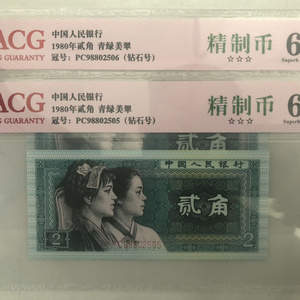 ACG
GUARANTY
中国人民银行
1980年贰角 青绿美翠
冠号：PC98802506（钻石号）
精制币
☆☆☆
6
Superb
ACG
GUARANTY
中国人民银行
1980年贰角 青绿美翠
冠号：PC98802505（钻石号）
精制币
☆☆☆
6
Superb
中国人民银行
贰角
PC98802505
2
2